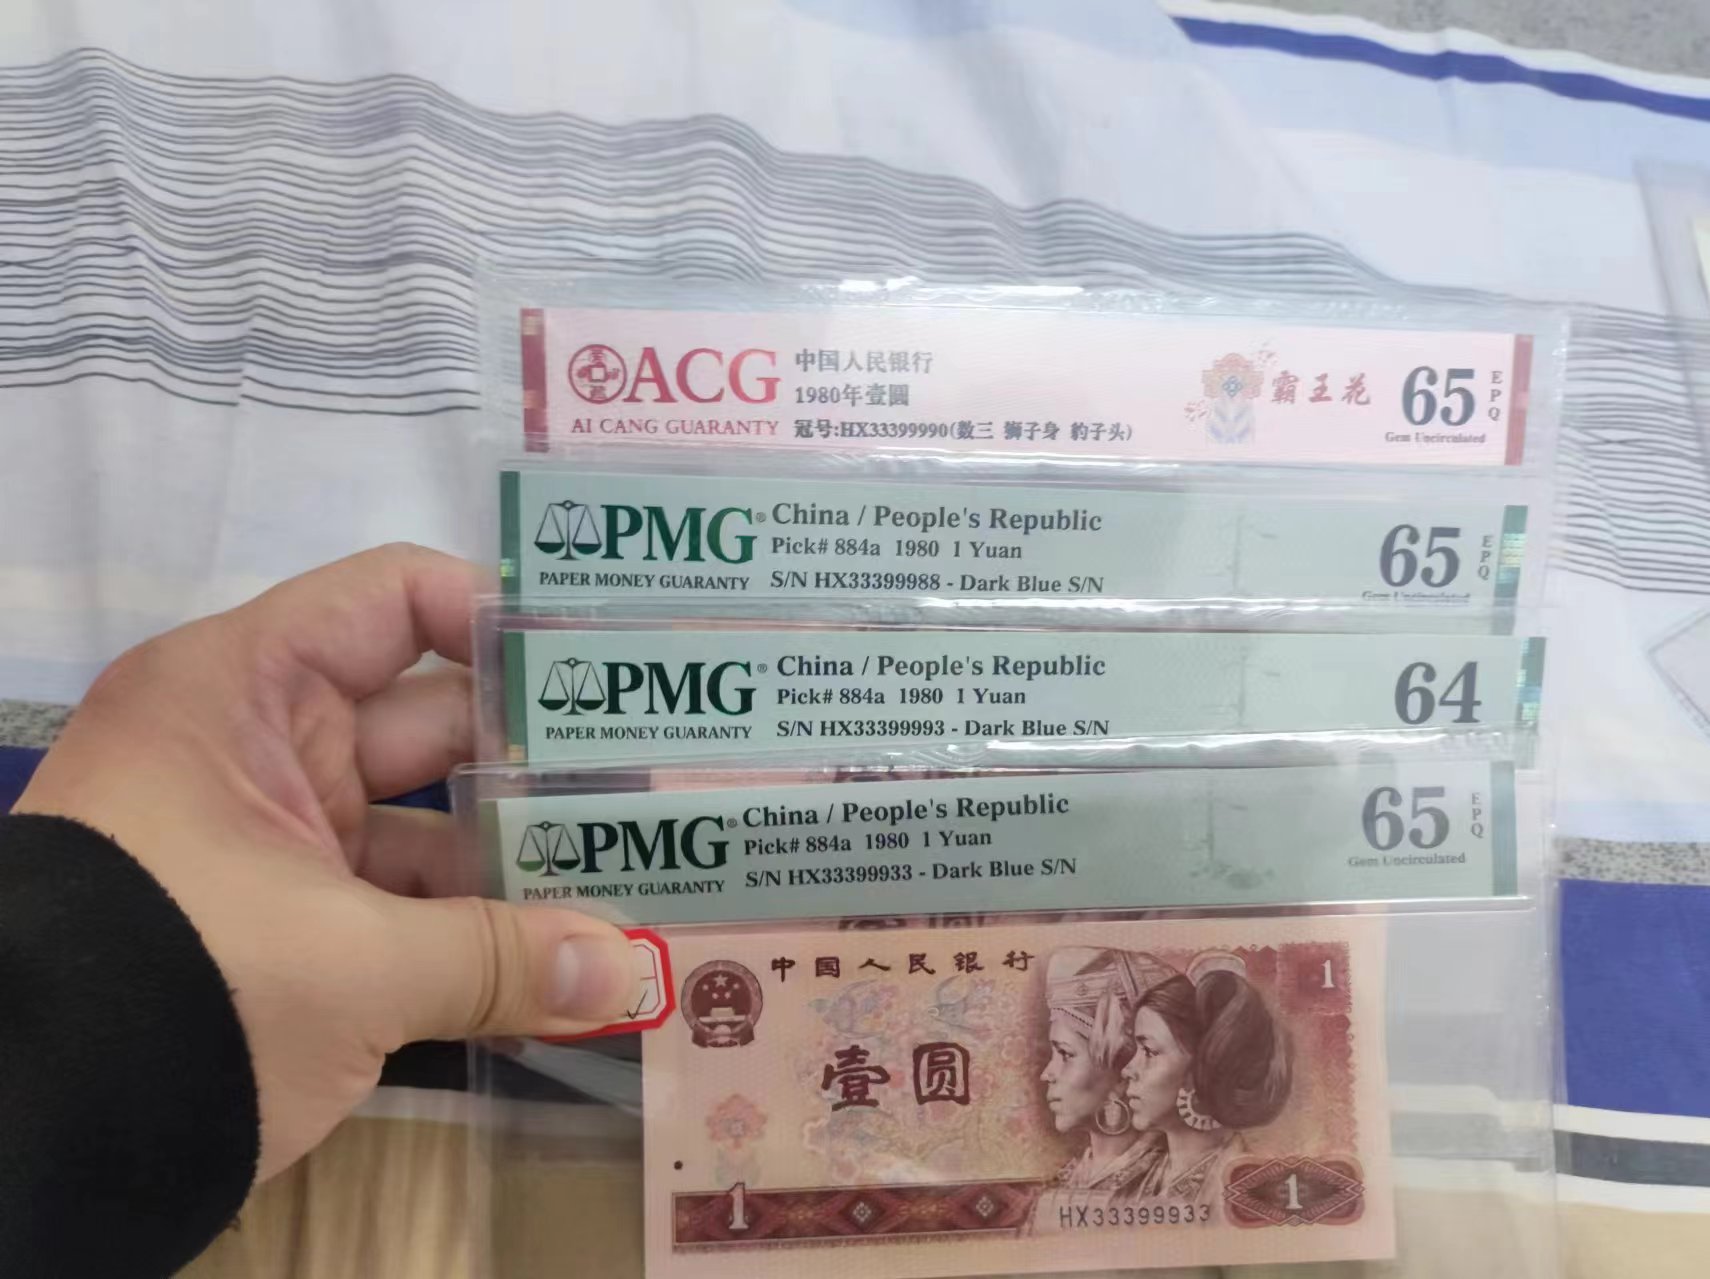 ACG
AI CANG GUARANTY
中国人民银行
1980年壹圆
冠号:HX33399990(数三 狮子身 豹子头)
霸王花
65
EPQ
Gem Uncirculated
PMG®
PAPER MONEY GUARANTY
China / People's Republic
Pick# 884a 1980 1 Yuan
S/N HX33399988 - Dark Blue S/N
65
EPQ
Gem Uncirculated
PMG®
PAPER MONEY GUARANTY
China / People's Republic
Pick# 884a 1980 1 Yuan
S/N HX33399993 - Dark Blue S/N
64
PMG®
PAPER MONEY GUARANTY
China / People's Republic
Pick# 884a 1980 1 Yuan
S/N HX33399933 - Dark Blue S/N
65
EPQ
Gem Uncirculated
中国人民银行
1
壹圆
1
HX33399933
1